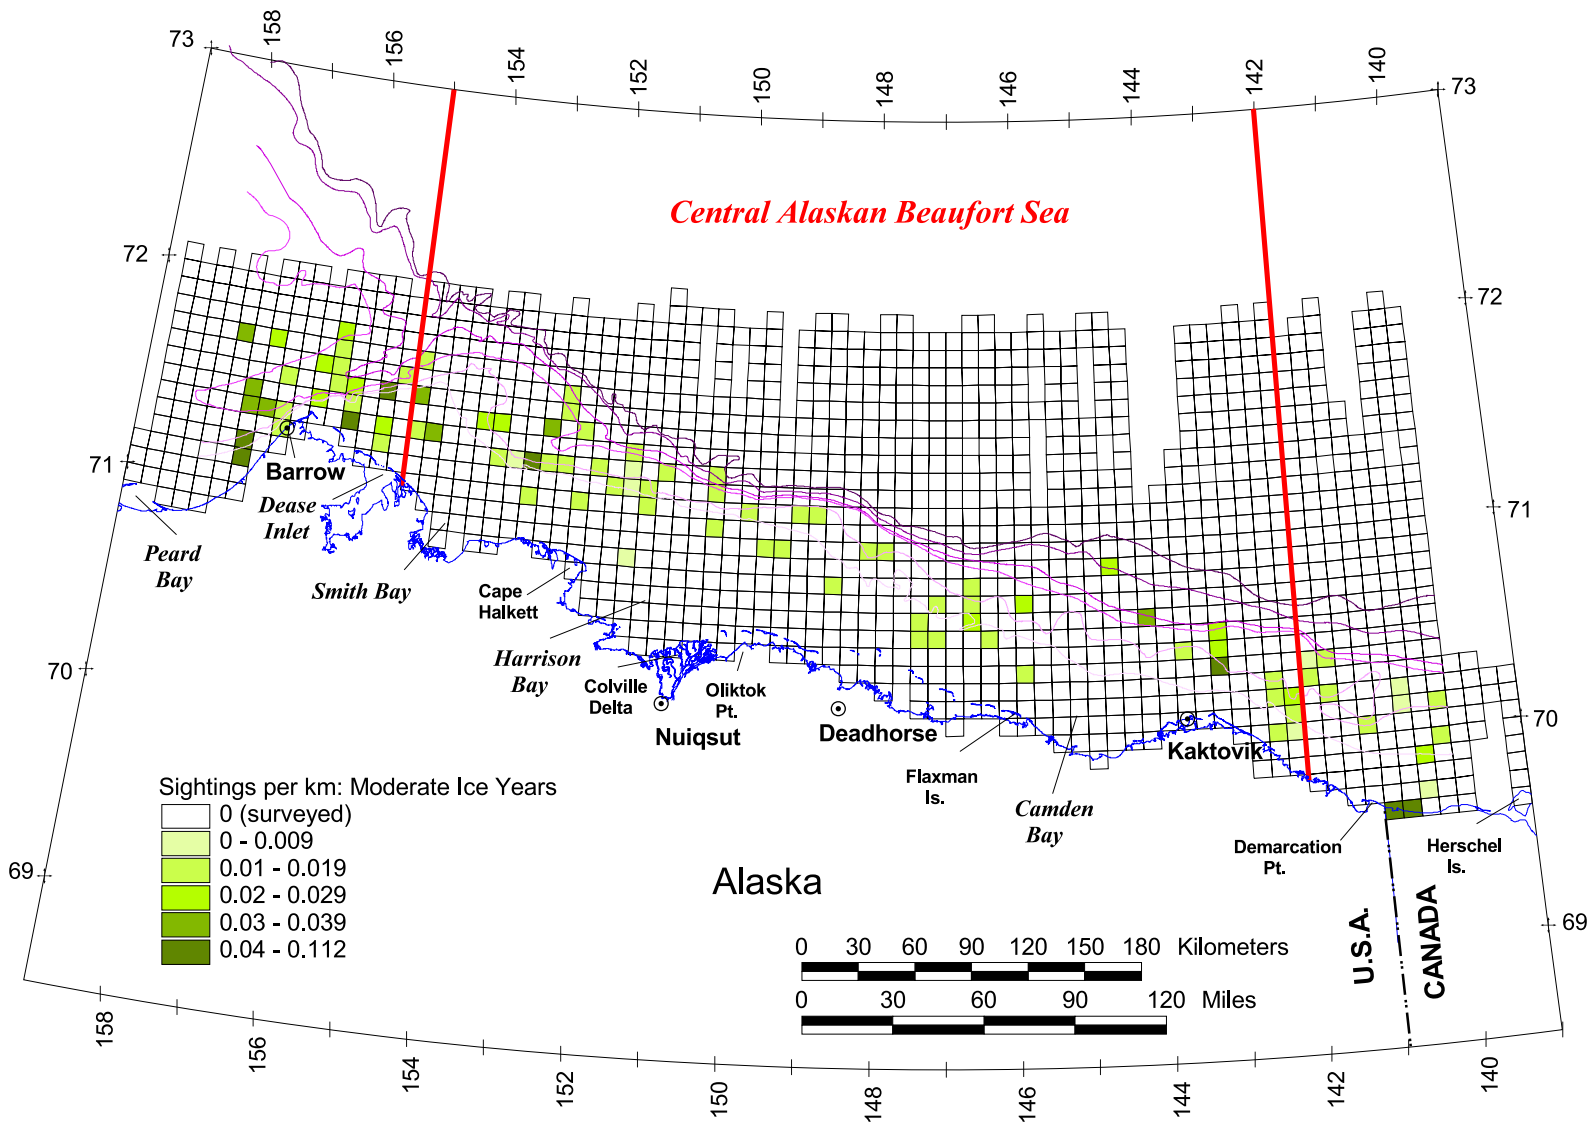 158
156
154
152
150
148
146
144
142
140
73
73
Central Alaskan Beaufort Sea
72
72
71
71
Barrow
Dease
Inlet
Peard
Bay
Smith Bay
Cape
Halkett
Harrison
Bay
Colville
Delta
Oliktok
Pt.
Nuiqsut
Deadhorse
Flaxman
Is.
Camden
Bay
Kaktovik
70
70
Demarcation
Pt.
Herschel
Is.
Sightings per km: Moderate Ice Years
0 (surveyed)
0 - 0.009
0.01 - 0.019
0.02 - 0.029
0.03 - 0.039
0.04 - 0.112
Alaska
69
69
U.S.A.
CANADA
0 30 60 90 120 150 180 Kilometers
0 30 60 90 120 Miles
158
156
154
152
150
148
146
144
142
140